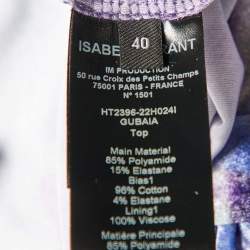 ISABE
40
ANT
IM PRODUCTION
50 rue Croix des Petits Champs
75001 PARIS - FRANCE
N° 1501
HT2396-22H024I
GUBAIA
Top
Main Material
85% Polyamide
15% Elastane
Bias1
96% Cotton
4% Elastane
Lining1
100% Viscose
Matière Principale
85% Polyamide